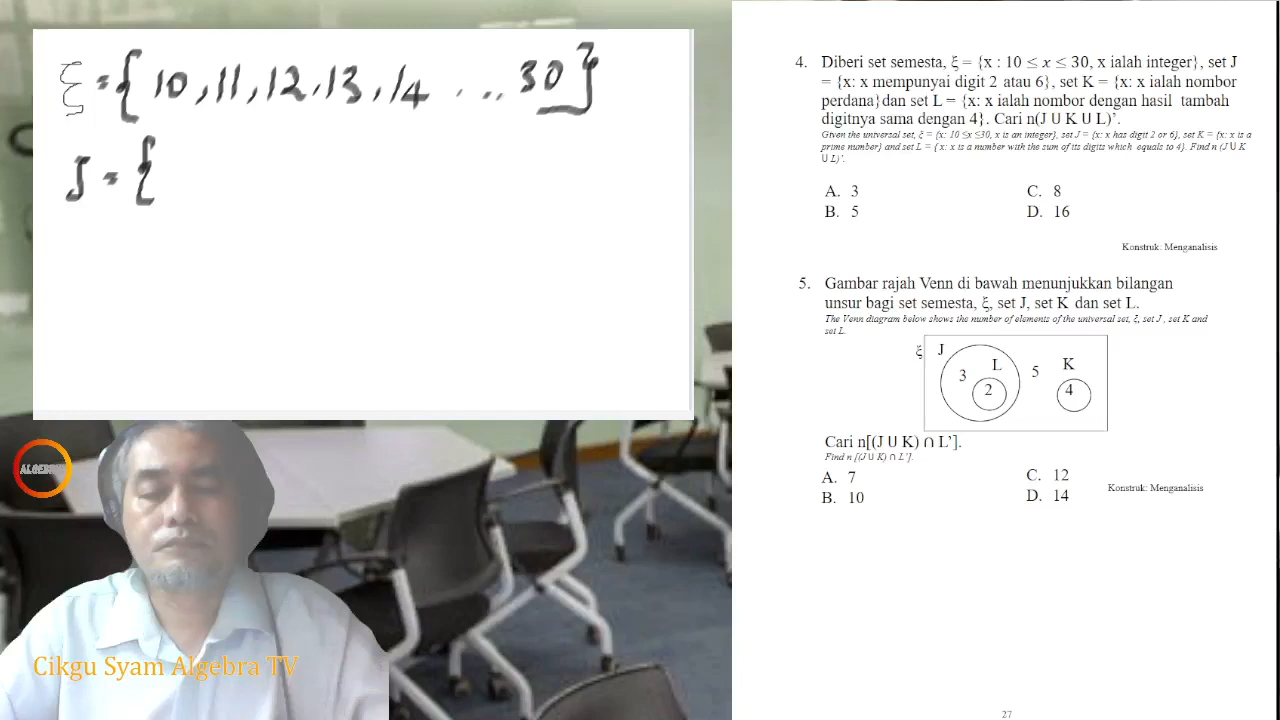 ξ = { 10, 11, 12, 13, 14 ..... 30 }
J = {
ALGEBRA
Cikgu Syam Algebra TV
4. Diberi set semesta, ξ = {x : 10 ≤ x ≤ 30, x ialah integer}, set J
= {x: x mempunyai digit 2 atau 6}, set K = {x: x ialah nombor
perdana}dan set L = {x: x ialah nombor dengan hasil tambah
digitnya sama dengan 4}. Cari n(J U K U L)’.
Given the universal set, ξ = {x: 10 ≤x ≤30, x is an integer}, set J = {x: x has digit 2 or 6}, set K = {x: x is a
prime number} and set L = { x: x is a number with the sum of its digits which equals to 4}. Find n (J U K
U L)’.
A. 3
C. 8
B. 5
D. 16
Konstruk: Menganalisis
5. Gambar rajah Venn di bawah menunjukkan bilangan
unsur bagi set semesta, ξ, set J, set K dan set L.
The Venn diagram below shows the number of elements of the universal set, ξ, set J , set K and
set L.
ξ J
L
K
3
2
5
4
Cari n[(J U K) ∩ L’].
Find n [(J U K) ∩ L’].
A. 7
C. 12
B. 10
D. 14
Konstruk: Menganalisis
27